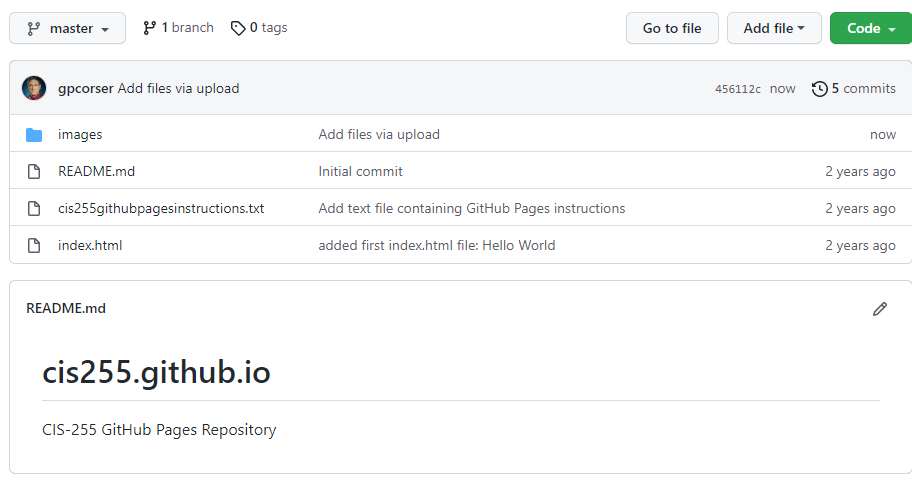 master 1 branch 0 tags Go to file Add file Code
gpcorser Add files via upload 456112c now 5 commits
images Add files via upload now
README.md Initial commit 2 years ago
cis255githubpagesinstructions.txt Add text file containing GitHub Pages instructions 2 years ago
index.html added first index.html file: Hello World 2 years ago
README.md
cis255.github.io
CIS-255 GitHub Pages Repository